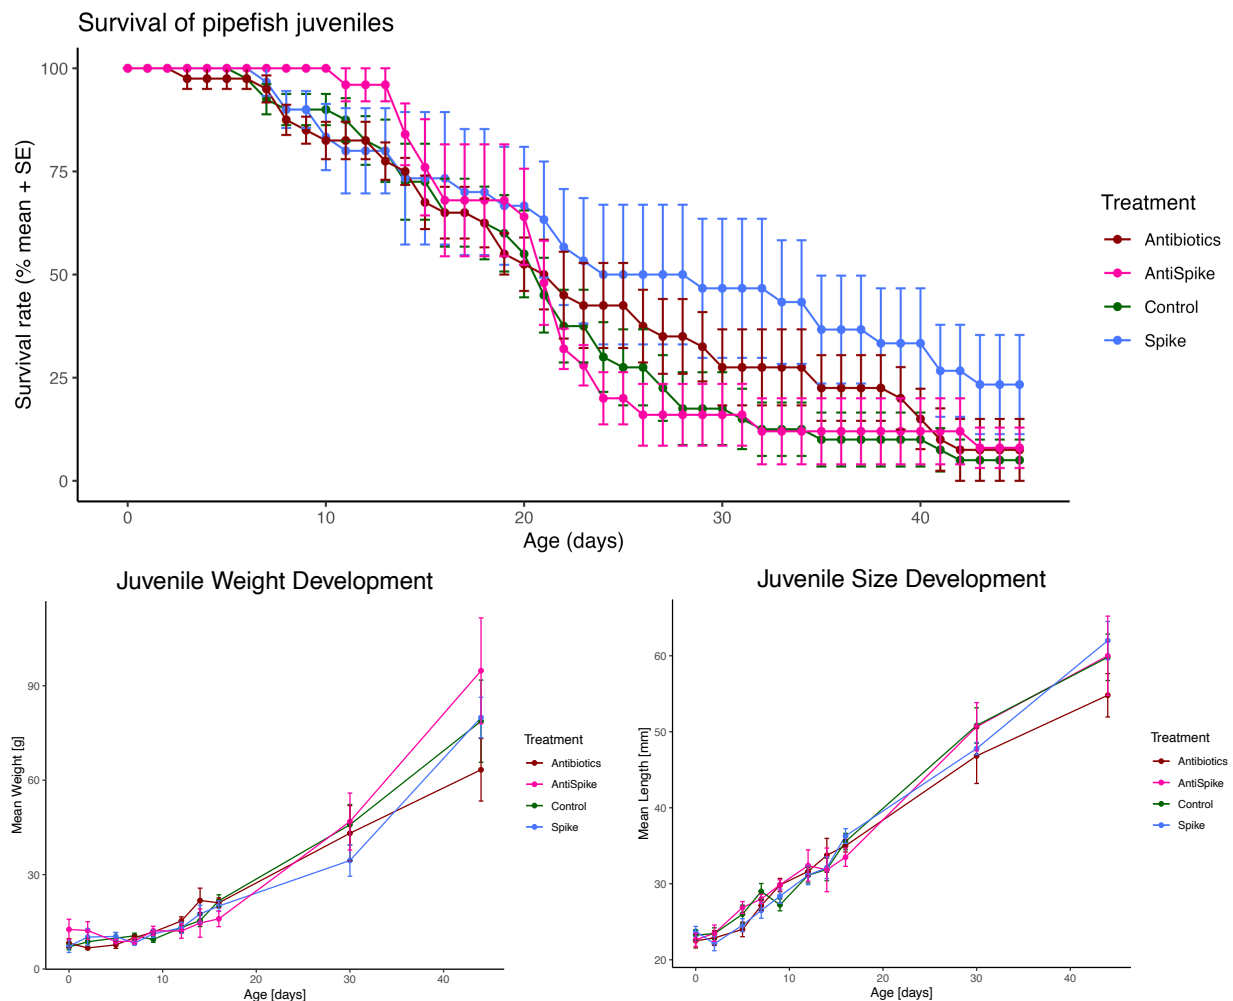 Survival of pipefish juveniles
Survival rate (% mean + SE)
100
75
50
25
0
0 10 20 30 40
Age (days)
Treatment
Antibiotics
AntiSpike
Control
Spike
Juvenile Weight Development
Mean Weight [g]
90
60
30
0
0 10 20 30 40
Age [days]
Treatment
Antibiotics
AntiSpike
Control
Spike
Juvenile Size Development
Mean Length [mm]
60
50
40
30
20
0 10 20 30 40
Age [days]
Treatment
Antibiotics
AntiSpike
Control
Spike